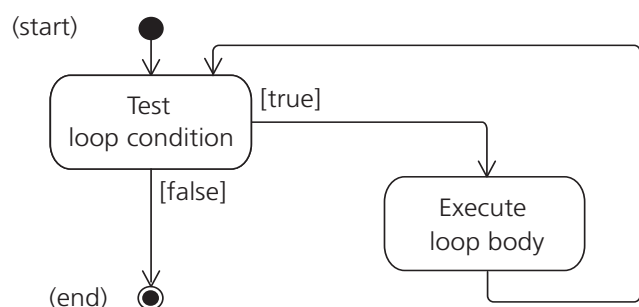 (start)
Test
loop condition
[true]
[false]
Execute
loop body
(end)